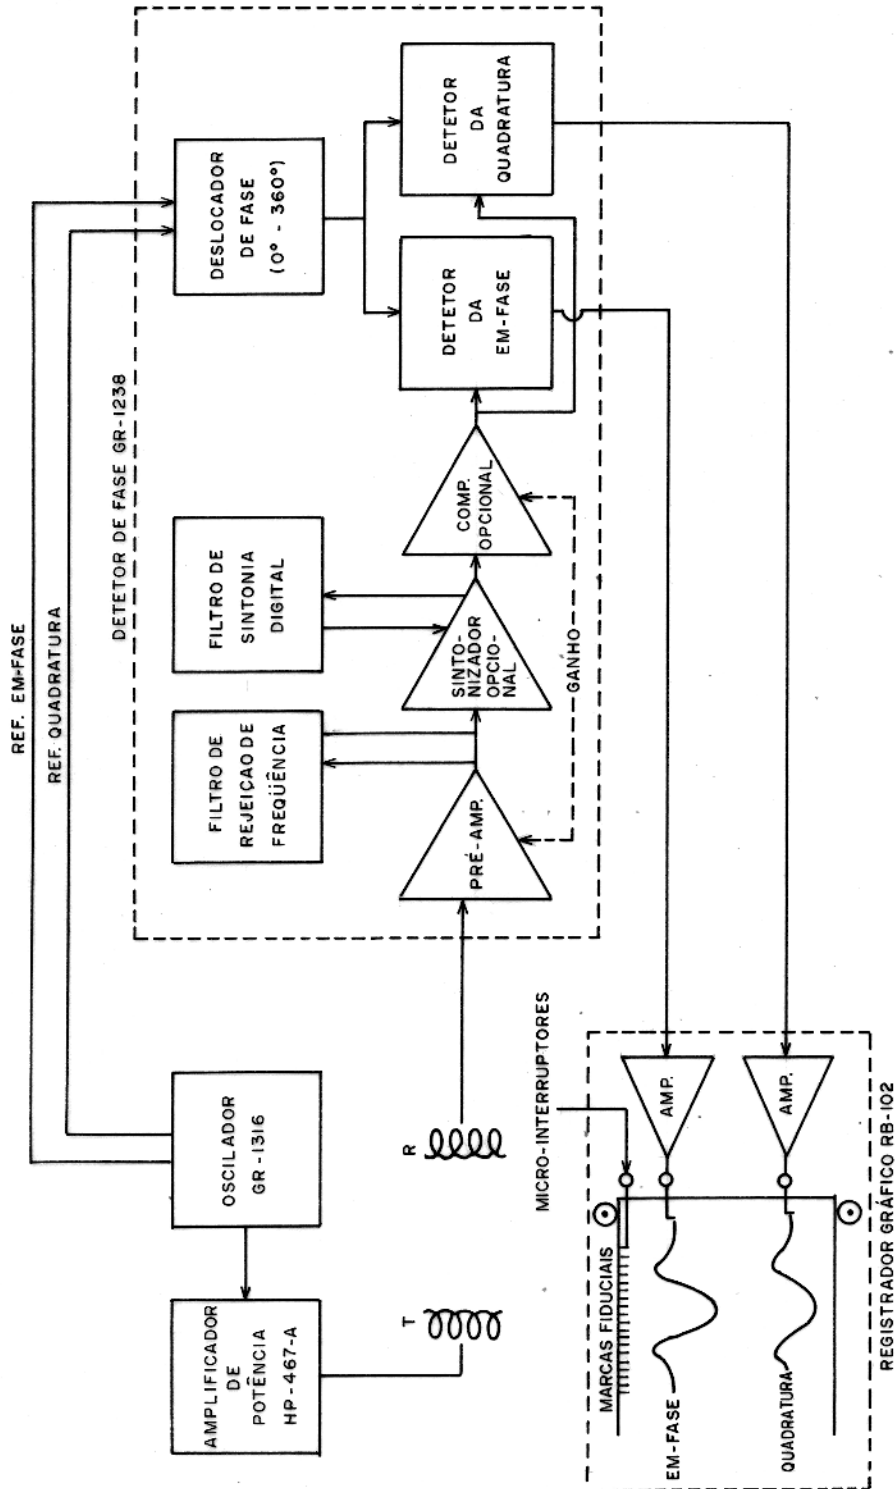 REF. EM-FASE
REF. QUADRATURA
DETETOR DE FASE GR-1238
AMPLIFICADOR
DE
POTÊNCIA
HP-467-A
OSCILADOR
GR-1316
FILTRO DE
REJEIÇAO DE
FREQÜÊNCIA
FILTRO DE
SINTONIA
DIGITAL
DESLOCADOR
DE FASE
(0° - 360°)
T
R
PRÉ-AMP.
SINTO-
NIZADOR
OPCIO-
NAL
COMP.
OPCIONAL
DETETOR
DA
EM-FASE
DETETOR
DA
QUADRATURA
GANHO
MICRO-INTERRUPTORES
MARCAS FIDUCIAIS
EM-FASE
AMP.
QUADRATURA
AMP.
REGISTRADOR GRÁFICO RB-102